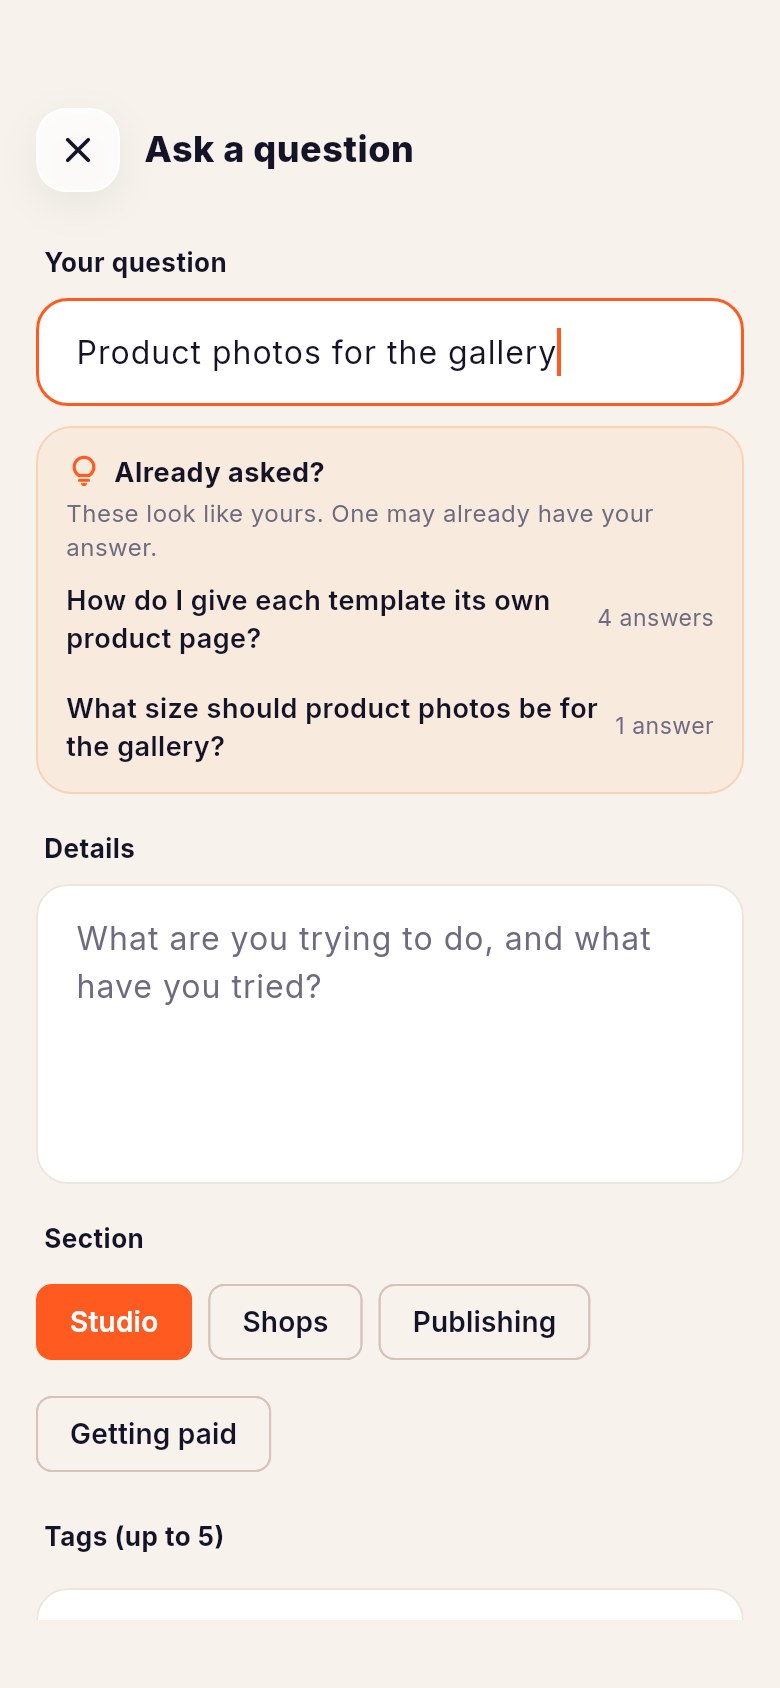 Ask a question
Your question
Product photos for the gallery
Already asked?
These look like yours. One may already have your
answer.
How do I give each template its own
product page?
4 answers
What size should product photos be for
the gallery?
1 answer
Details
What are you trying to do, and what
have you tried?
Section
Studio
Shops
Publishing
Getting paid
Tags (up to 5)